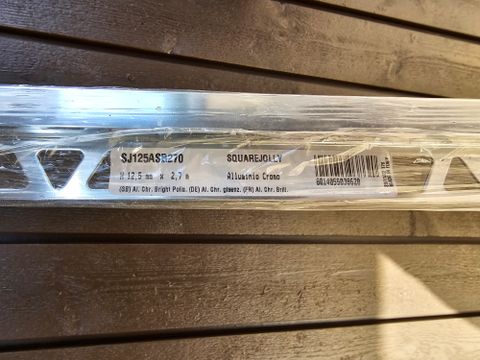 SJ125ASB270 SQUAREJOLLY
H 12,5 mm x 2,7 m Alluminio Cromo
(GB) Al. Chr. Bright Polis. (DE) Al. Chr. glaenz. (FR) Al. Chr. Brill.